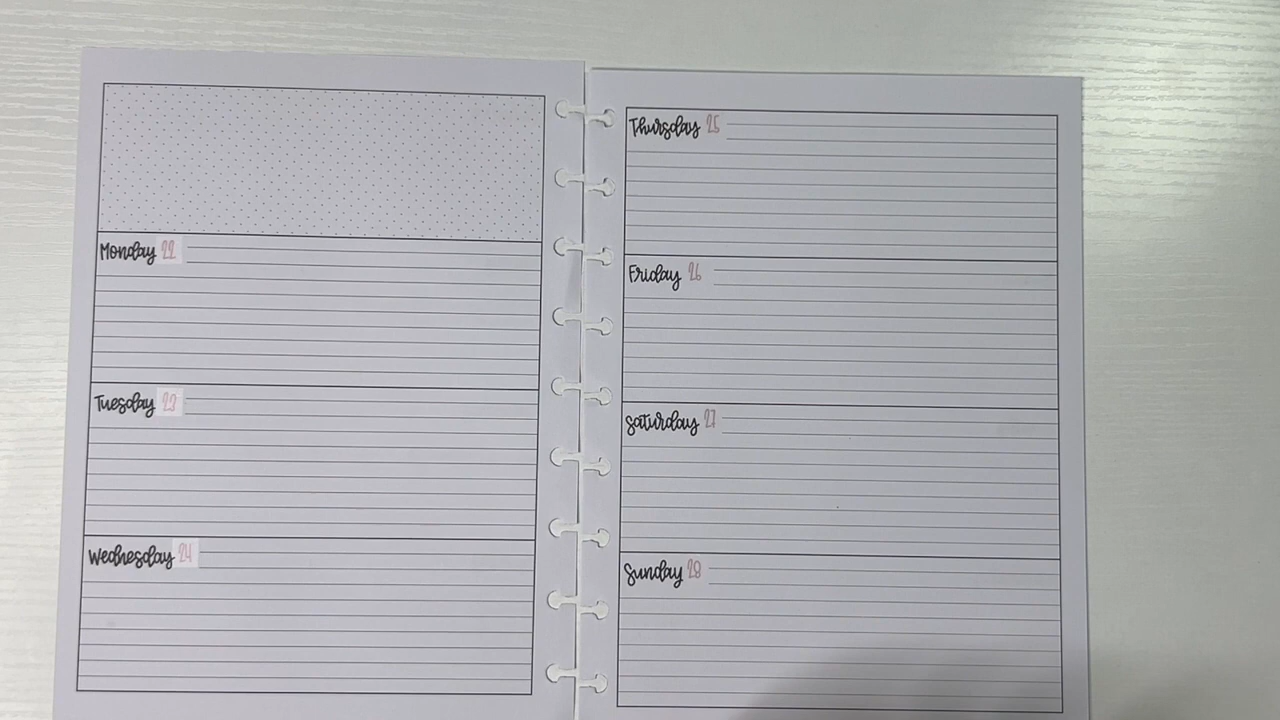 Monday 22
Tuesday 23
Wednesday 24
Thursday 25
Friday 26
Saturday 27
Sunday 28